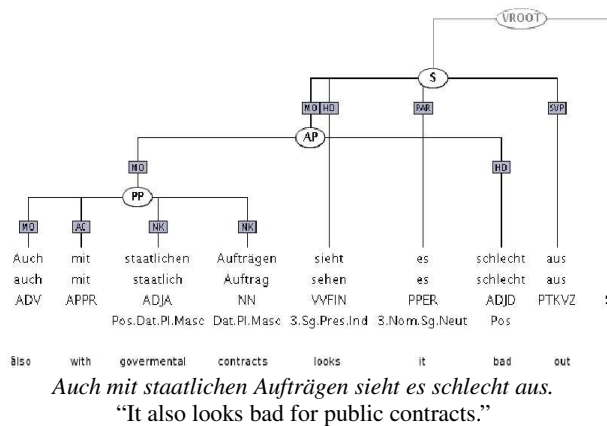 VROOT
S
MO HD PAR SVP
AP
MO HD
PP
MO AC NK NK
Auch mit staatlichen Aufträgen sieht es schlecht aus
auch mit staatlich Auftrag sehen es schlecht aus
ADV APPR ADJA NN VVFIN PPER ADJD PTKVZ
Pos.Dat.Pl.Masc Dat.Pl.Masc 3.Sg.Pres.Ind 3.Nom.Sg.Neut Pos
also with govermental contracts looks it bad out
Auch mit staatlichen Aufträgen sieht es schlecht aus.
“It also looks bad for public contracts.”